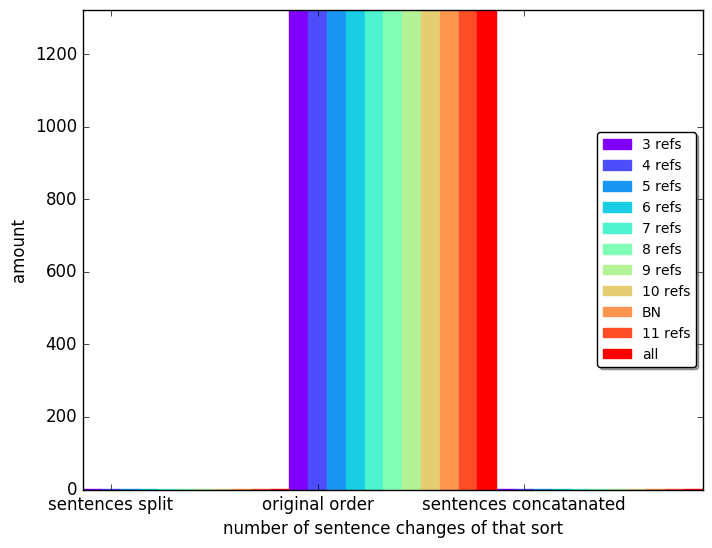 1200
1000
800
600
400
200
0
amount
3 refs
4 refs
5 refs
6 refs
7 refs
8 refs
9 refs
10 refs
BN
11 refs
all
sentences split original order sentences concatanated
number of sentence changes of that sort